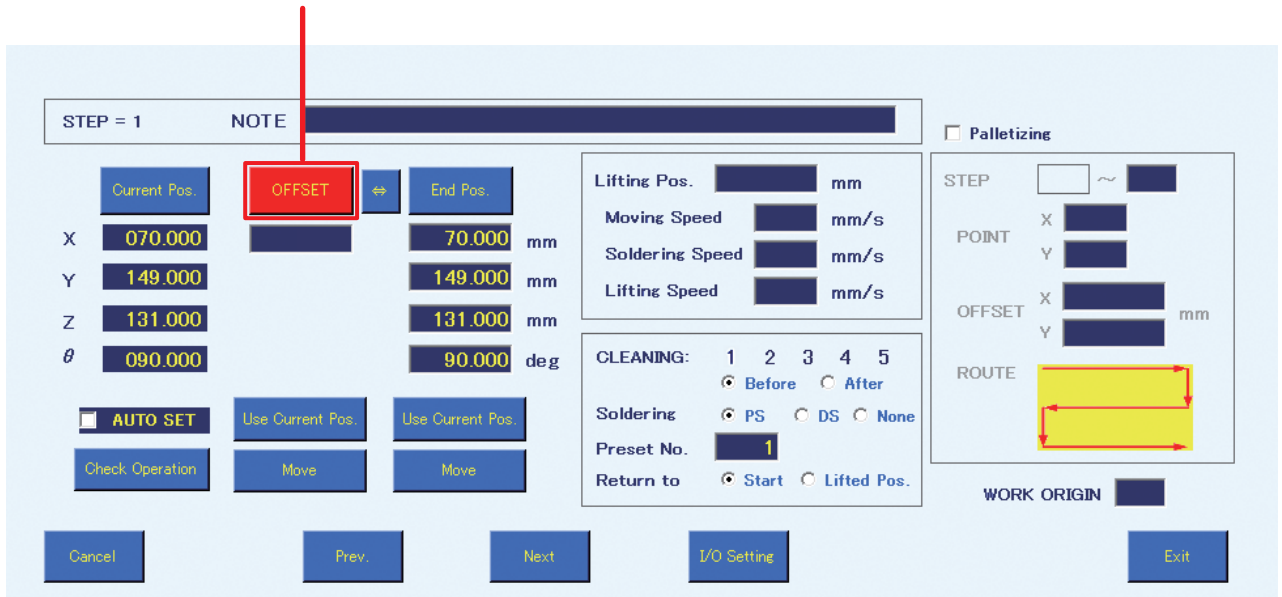 STEP = 1 NOTE
Palletizing
Current Pos. OFFSET ⇔ End Pos.
X 070.000 70.000 mm
Y 149.000 149.000 mm
Z 131.000 131.000 mm
θ 090.000 90.000 deg
AUTO SET Use Current Pos. Use Current Pos.
Check Operation Move Move
Lifting Pos. mm
Moving Speed mm/s
Soldering Speed mm/s
Lifting Speed mm/s
CLEANING: 1 2 3 4 5
Before After
Soldering PS DS None
Preset No. 1
Return to Start Lifted Pos.
STEP ~
POINT X
Y
OFFSET X
Y mm
ROUTE
WORK ORIGIN
Cancel Prev. Next I/O Setting Exit